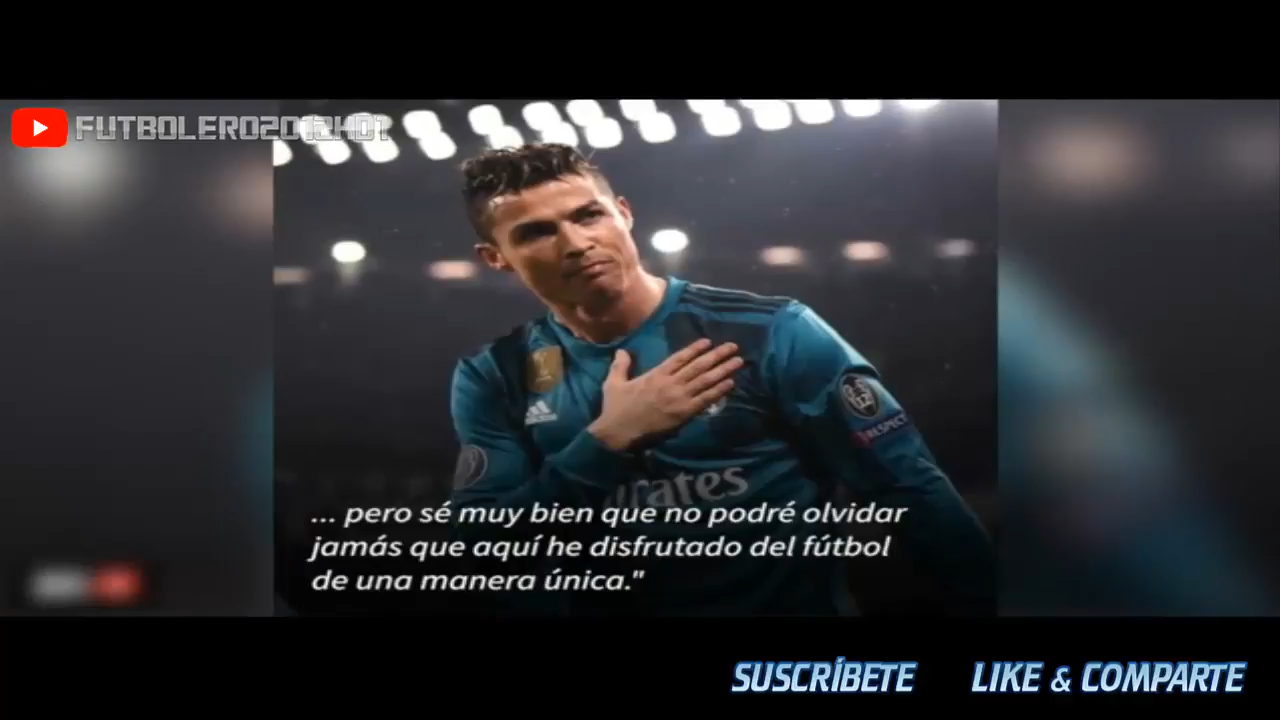 FUTBOLERO2012HD1
RESPECT
... pero sé muy bien que no podré olvidar
jamás que aquí he disfrutado del fútbol
de una manera única."
SUSCRÍBETE LIKE & COMPARTE